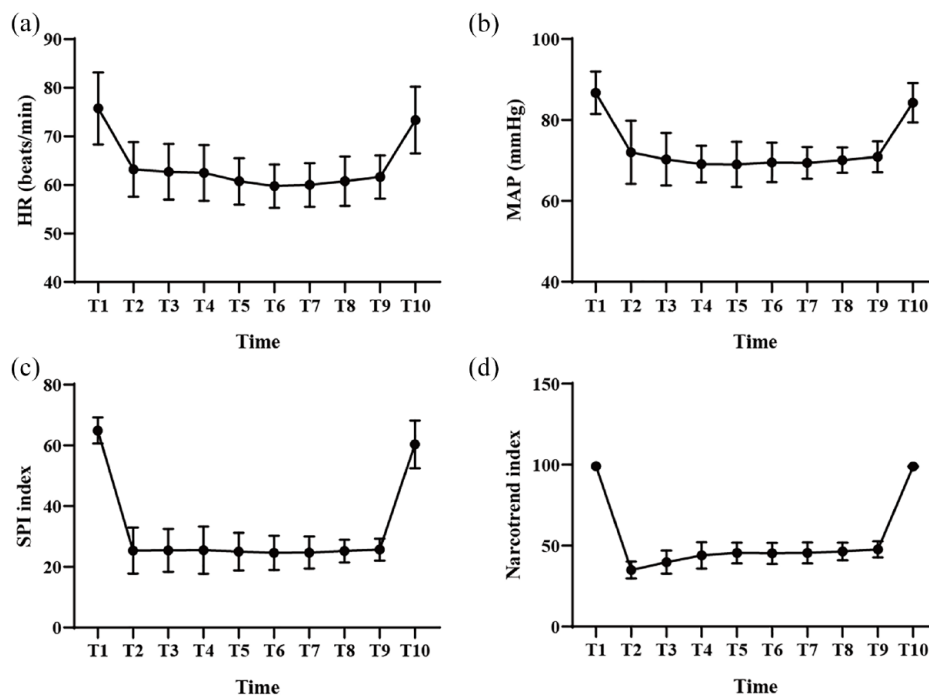 (a)
90
80
70
60
50
40
HR (beats/min)
T1 T2 T3 T4 T5 T6 T7 T8 T9 T10
Time
(b)
100
80
60
40
MAP (mmHg)
T1 T2 T3 T4 T5 T6 T7 T8 T9 T10
Time
(c)
80
60
40
20
0
SPI index
T1 T2 T3 T4 T5 T6 T7 T8 T9 T10
Time
(d)
150
100
50
0
Narcotrend index
T1 T2 T3 T4 T5 T6 T7 T8 T9 T10
Time